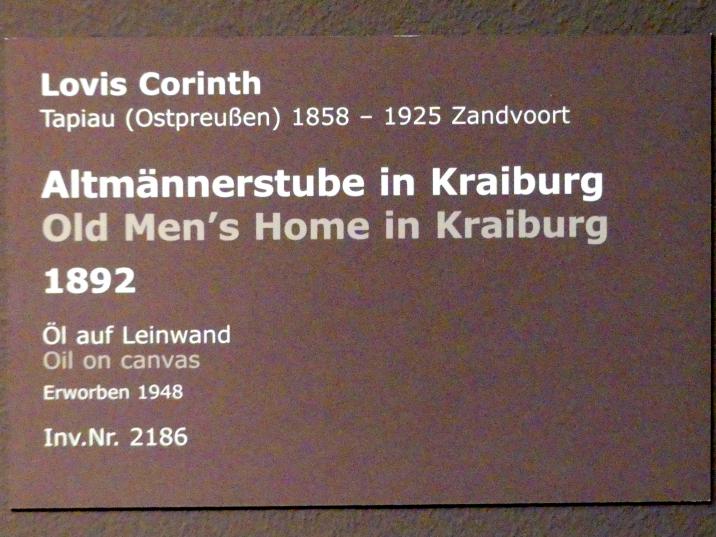 Lovis Corinth
Tapiau (Ostpreußen) 1858 – 1925 Zandvoort
Altmännerstube in Kraiburg
Old Men’s Home in Kraiburg
1892
Öl auf Leinwand
Oil on canvas
Erworben 1948
Inv.Nr. 2186